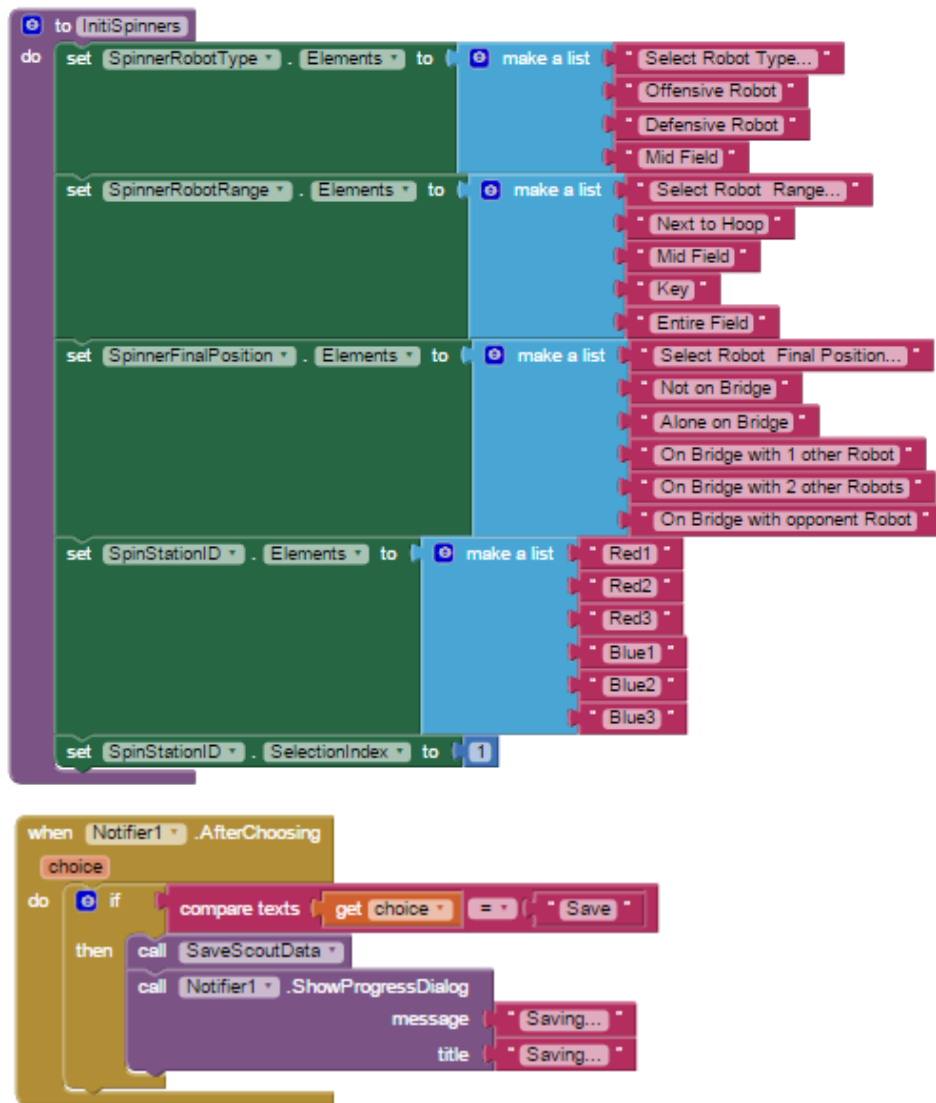 to InitiSpinners
do set SpinnerRobotType . Elements to make a list " Select Robot Type... "
" Offensive Robot "
" Defensive Robot "
" Mid Field "
set SpinnerRobotRange . Elements to make a list " Select Robot  Range... "
" Next to Hoop "
" Mid Field "
" Key "
" Entire Field "
set SpinnerFinalPosition . Elements to make a list " Select Robot  Final Position... "
" Not on Bridge "
" Alone on Bridge "
" On Bridge with 1 other Robot "
" On Bridge with 2 other Robots "
" On Bridge with opponent Robot "
set SpinStationID . Elements to make a list " Red1 "
" Red2 "
" Red3 "
" Blue1 "
" Blue2 "
" Blue3 "
set SpinStationID . SelectionIndex to 1
when Notifier1 .AfterChoosing
choice
do if compare texts get choice = " Save "
then call SaveScoutData
call Notifier1 .ShowProgressDialog
message " Saving... "
title " Saving... "